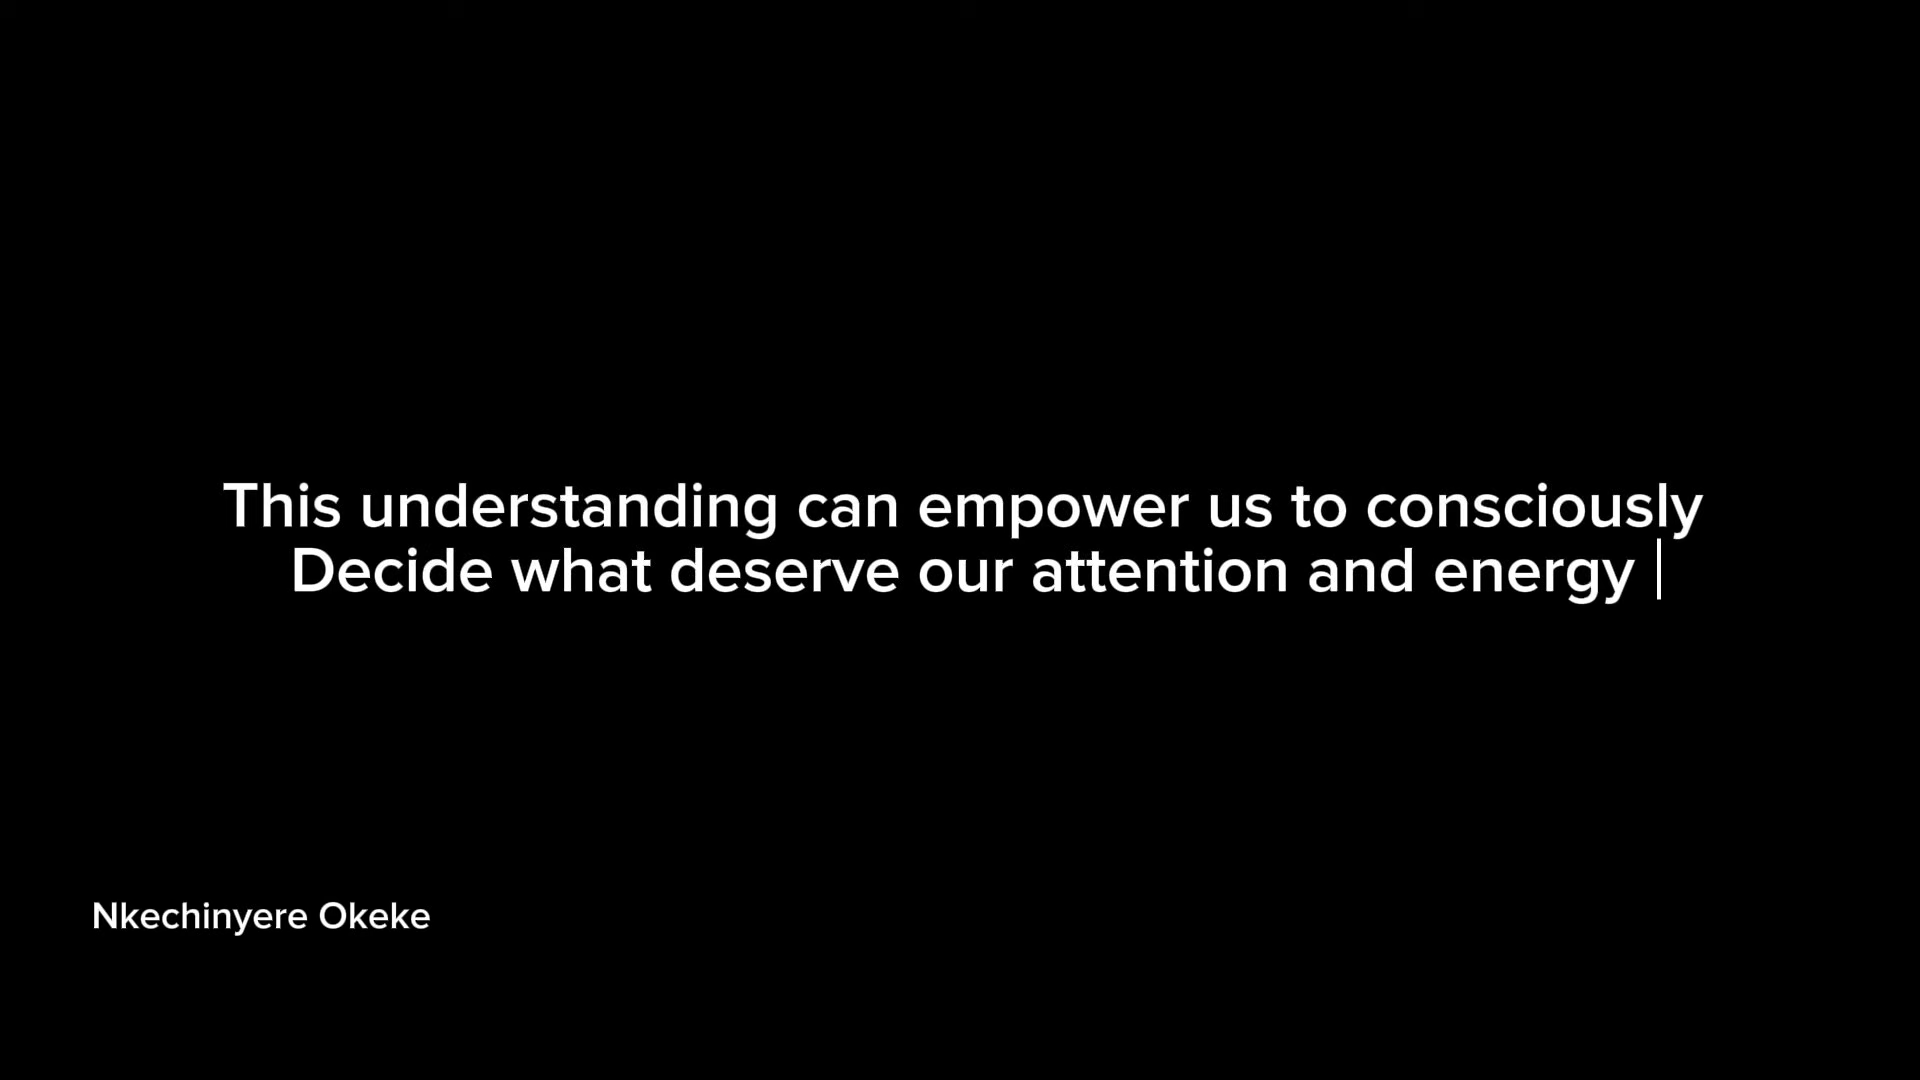 This understanding can empower us to consciously
Decide what deserve our attention and energy
Nkechinyere Okeke